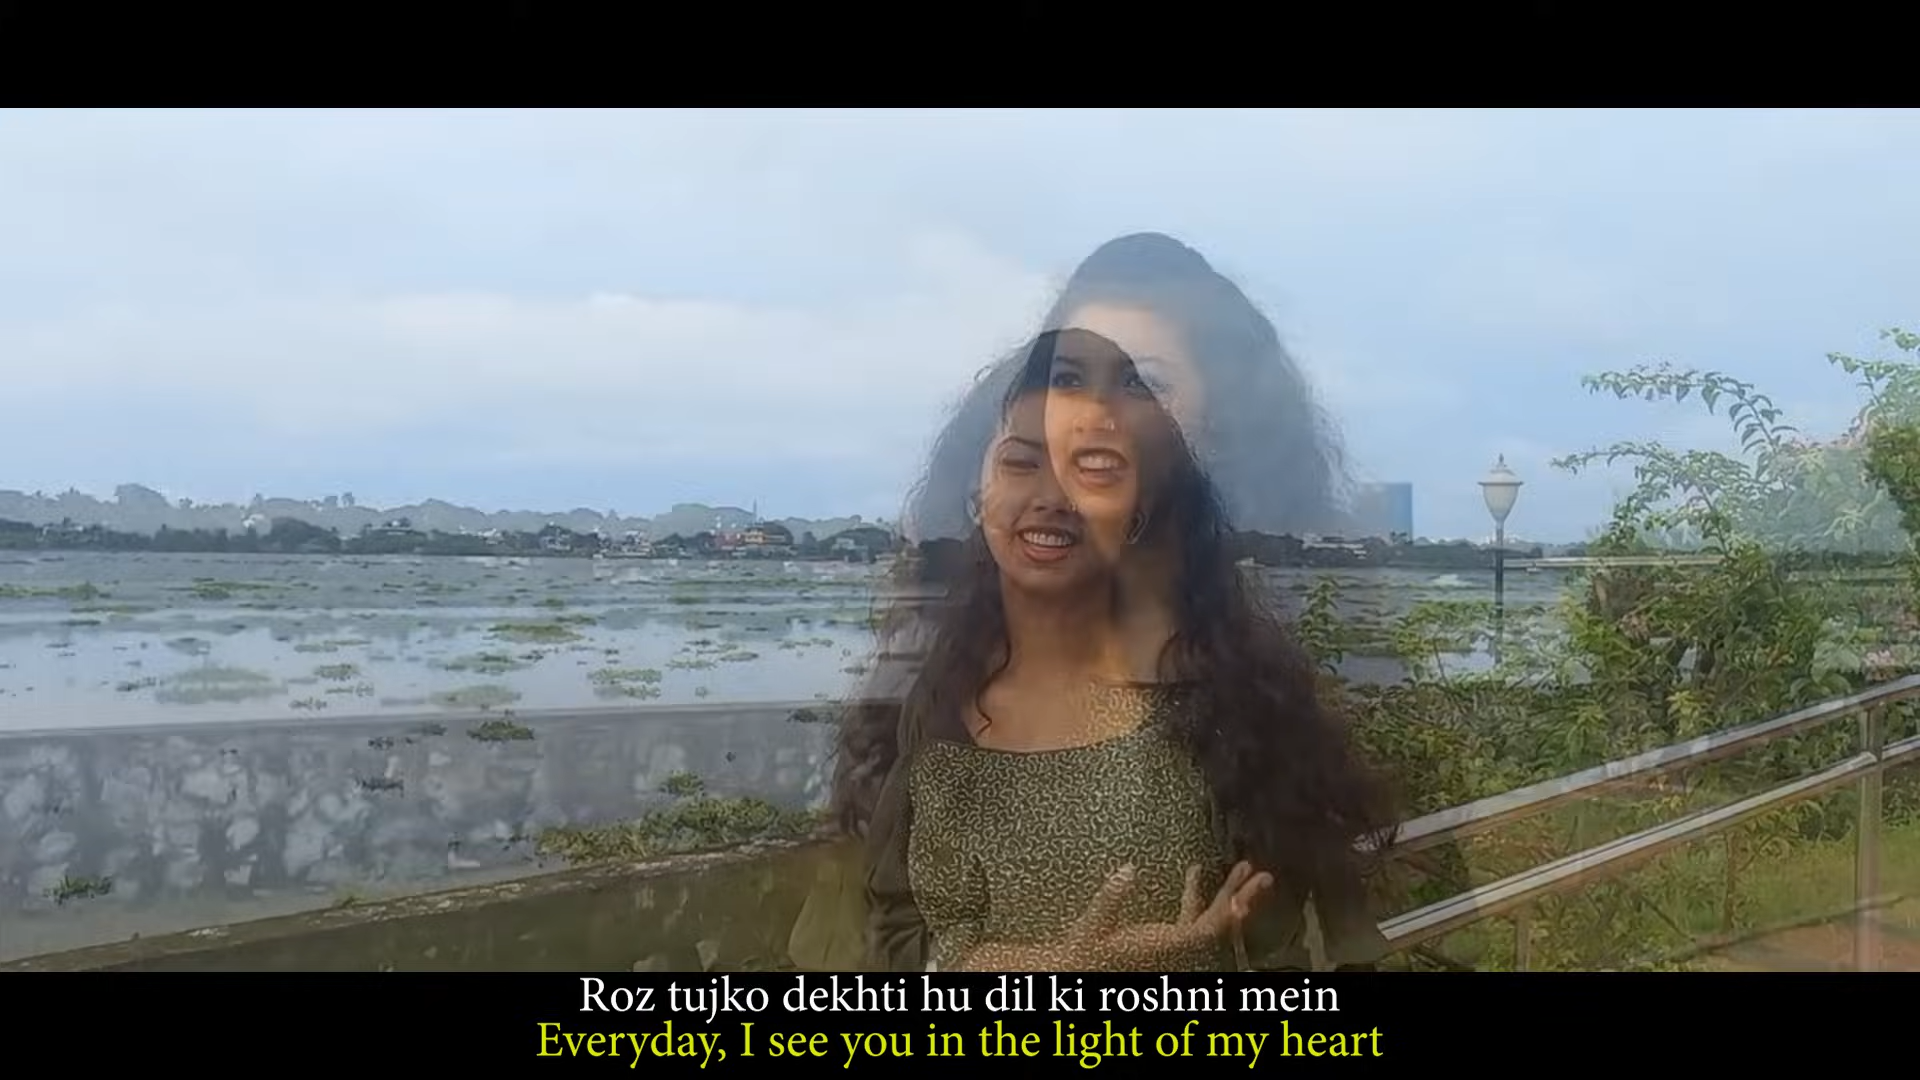 Roz tujko dekhti hu dil ki roshni mein
Everyday, I see you in the light of my heart